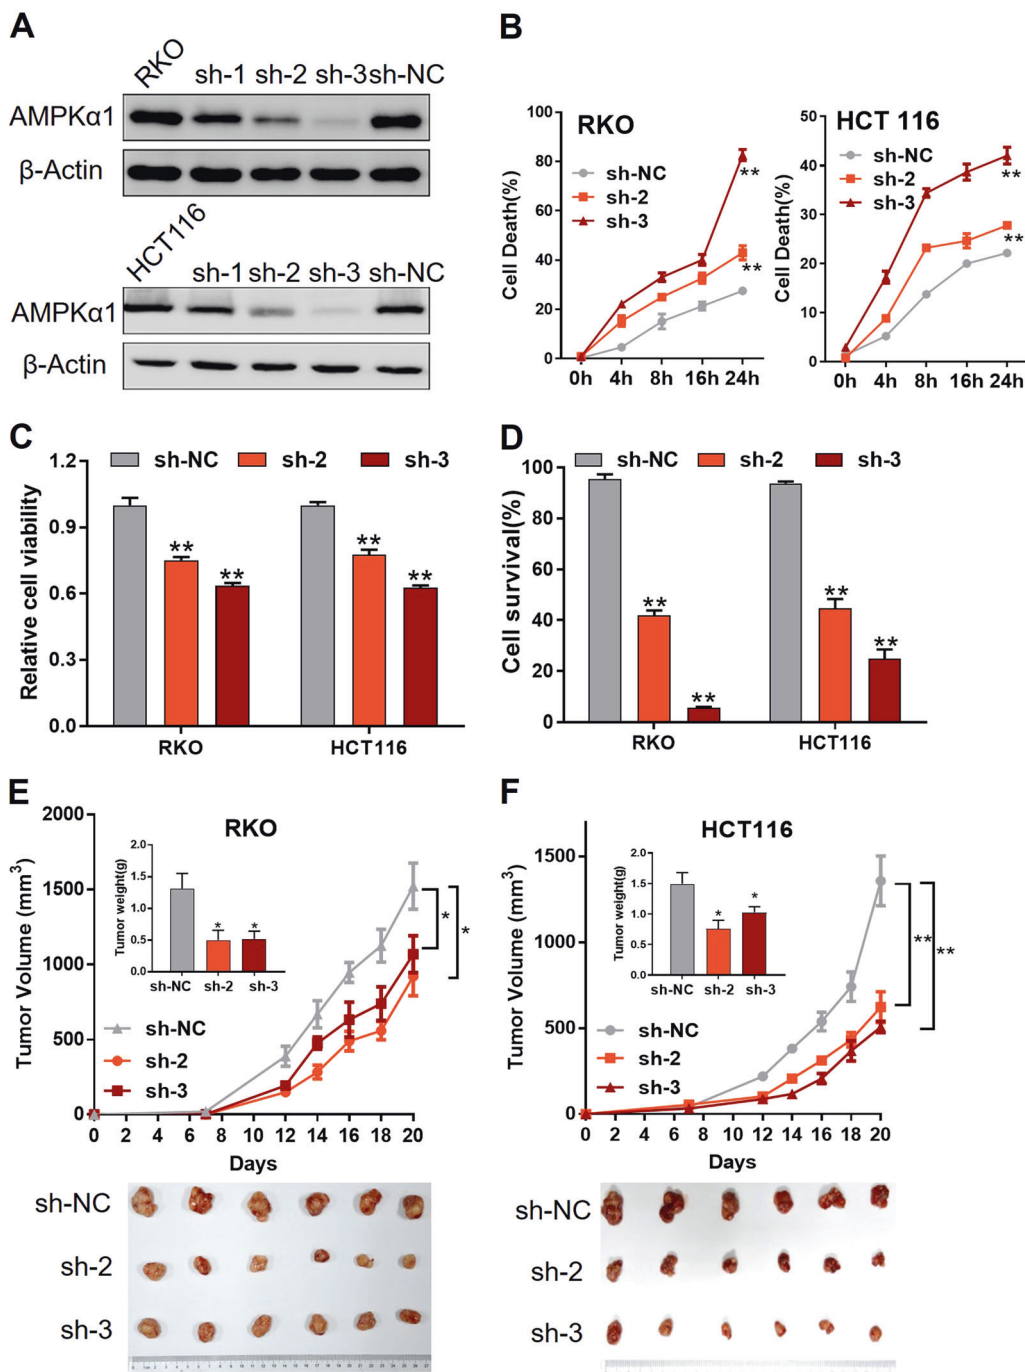 A
RKO sh-1 sh-2 sh-3 sh-NC
AMPKα1
β-Actin
HCT116 sh-1 sh-2 sh-3 sh-NC
AMPKα1
β-Actin
B
RKO
sh-NC
sh-2
sh-3
Cell Death(%)
100
80
60
40
20
0
**
**
0h 4h 8h 16h 24h
HCT 116
sh-NC
sh-2
sh-3
Cell Death(%)
50
40
30
20
10
0
**
**
0h 4h 8h 16h 24h
C
sh-NC sh-2 sh-3
Relative cell viability
1.2
0.9
0.6
0.3
0.0
** ** ** **
RKO HCT116
D
sh-NC sh-2 sh-3
Cell survival(%)
100
80
60
40
20
0
** ** ** **
RKO HCT116
E
RKO
Tumor Volume (mm³)
2000
1500
1000
500
0
Tumor weight(g)
2.0
1.5
1.0
0.5
0.0
* *
sh-NC sh-2 sh-3
sh-NC
sh-2
sh-3
* *
0 2 4 6 8 10 12 14 16 18 20
Days
sh-NC
sh-2
sh-3
F
HCT116
Tumor Volume (mm³)
1500
1000
500
0
Tumor weight(g)
2.0
1.5
1.0
0.5
0.0
* *
sh-NC sh-2 sh-3
sh-NC
sh-2
sh-3
** **
0 2 4 6 8 10 12 14 16 18 20
Days
sh-NC
sh-2
sh-3